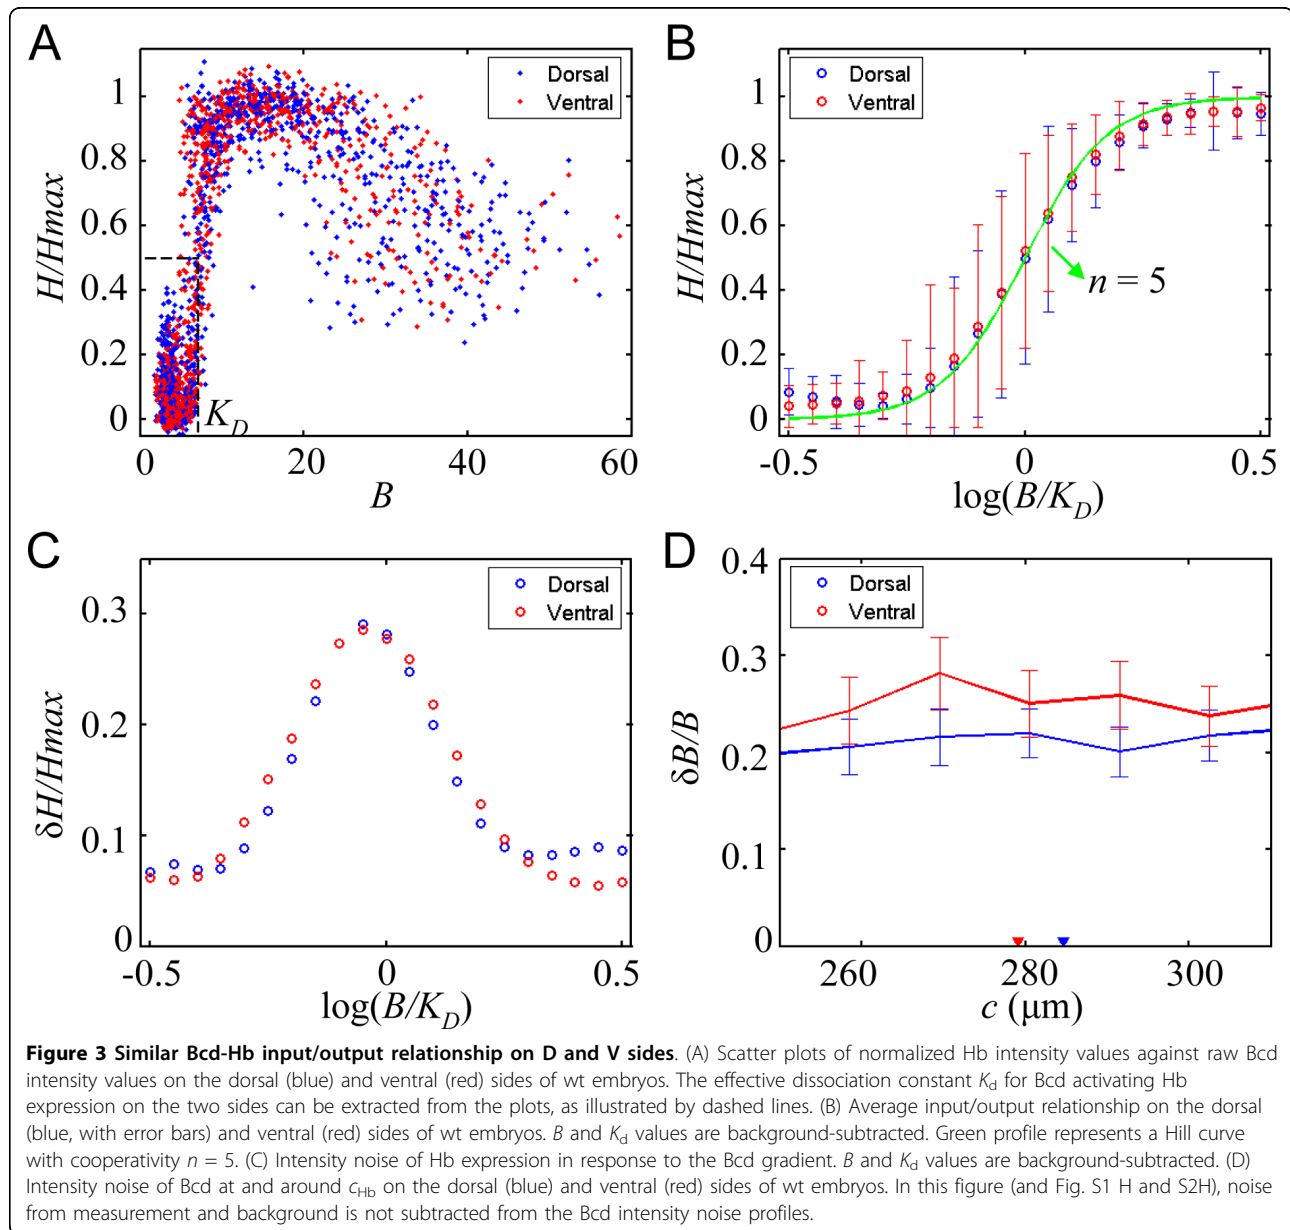 A
Dorsal
Ventral
H/Hmax
1
0.8
0.6
0.4
0.2
0
K_D
0 20 40 60
B
B
Dorsal
Ventral
H/Hmax
1
0.8
0.6
0.4
0.2
0
n = 5
-0.5 0 0.5
log(B/K_D)
C
Dorsal
Ventral
δH/Hmax
0.3
0.2
0.1
0
-0.5 0 0.5
log(B/K_D)
D
Dorsal
Ventral
δB/B
0.4
0.3
0.2
0.1
0
260 280 300
c (μm)
Figure 3 Similar Bcd-Hb input/output relationship on D and V sides. (A) Scatter plots of normalized Hb intensity values against raw Bcd
intensity values on the dorsal (blue) and ventral (red) sides of wt embryos. The effective dissociation constant K_d for Bcd activating Hb
expression on the two sides can be extracted from the plots, as illustrated by dashed lines. (B) Average input/output relationship on the dorsal
(blue, with error bars) and ventral (red) sides of wt embryos. B and K_d values are background-subtracted. Green profile represents a Hill curve
with cooperativity n = 5. (C) Intensity noise of Hb expression in response to the Bcd gradient. B and K_d values are background-subtracted. (D)
Intensity noise of Bcd at and around c_Hb on the dorsal (blue) and ventral (red) sides of wt embryos. In this figure (and Fig. S1 H and S2H), noise
from measurement and background is not subtracted from the Bcd intensity noise profiles.